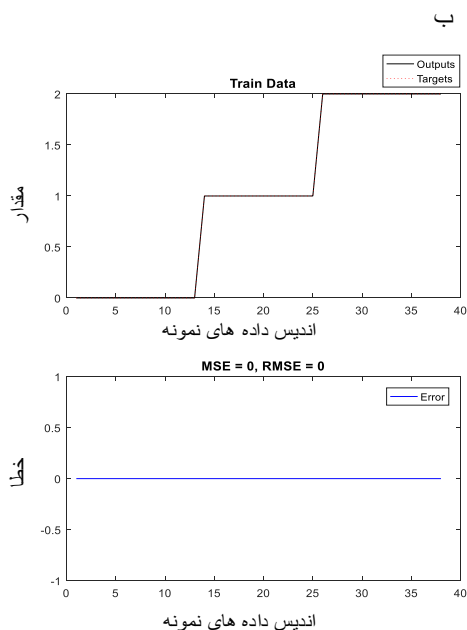 ب
Outputs
Targets
Train Data
2
1.5
1
0.5
0
مقدار
0 5 10 15 20 25 30 35 40
اندیس داده های نمونه
MSE = 0, RMSE = 0
Error
1
0.5
0
-0.5
-1
خطا
0 5 10 15 20 25 30 35 40
اندیس داده های نمونه